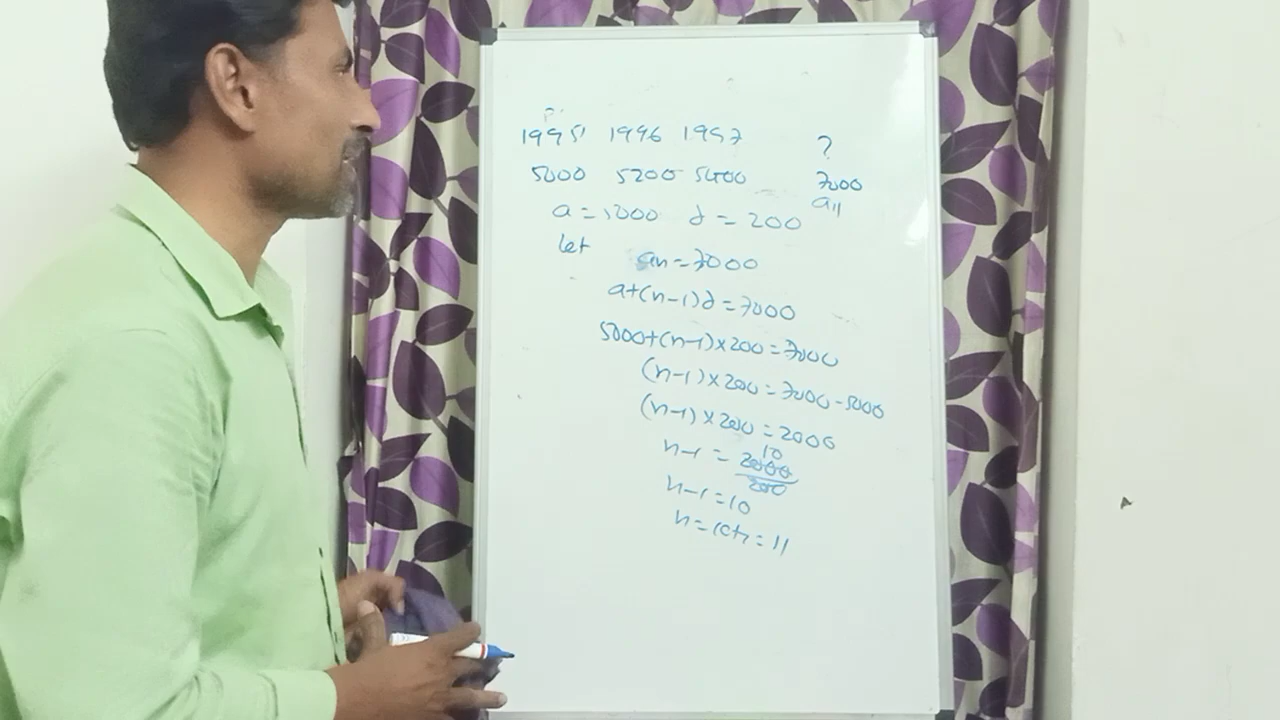 1995 1996 1997 ?
5000 5200 5400 7000
a = 5000 d = 200 a11
let an = 7000
a+(n-1)d = 7000
5000+(n-1)×200 = 7000
(n-1)×200 = 7000-5000
(n-1)×200 = 2000
n-1 = 2000/200 10
n-1 = 10
n = 10+1 = 11